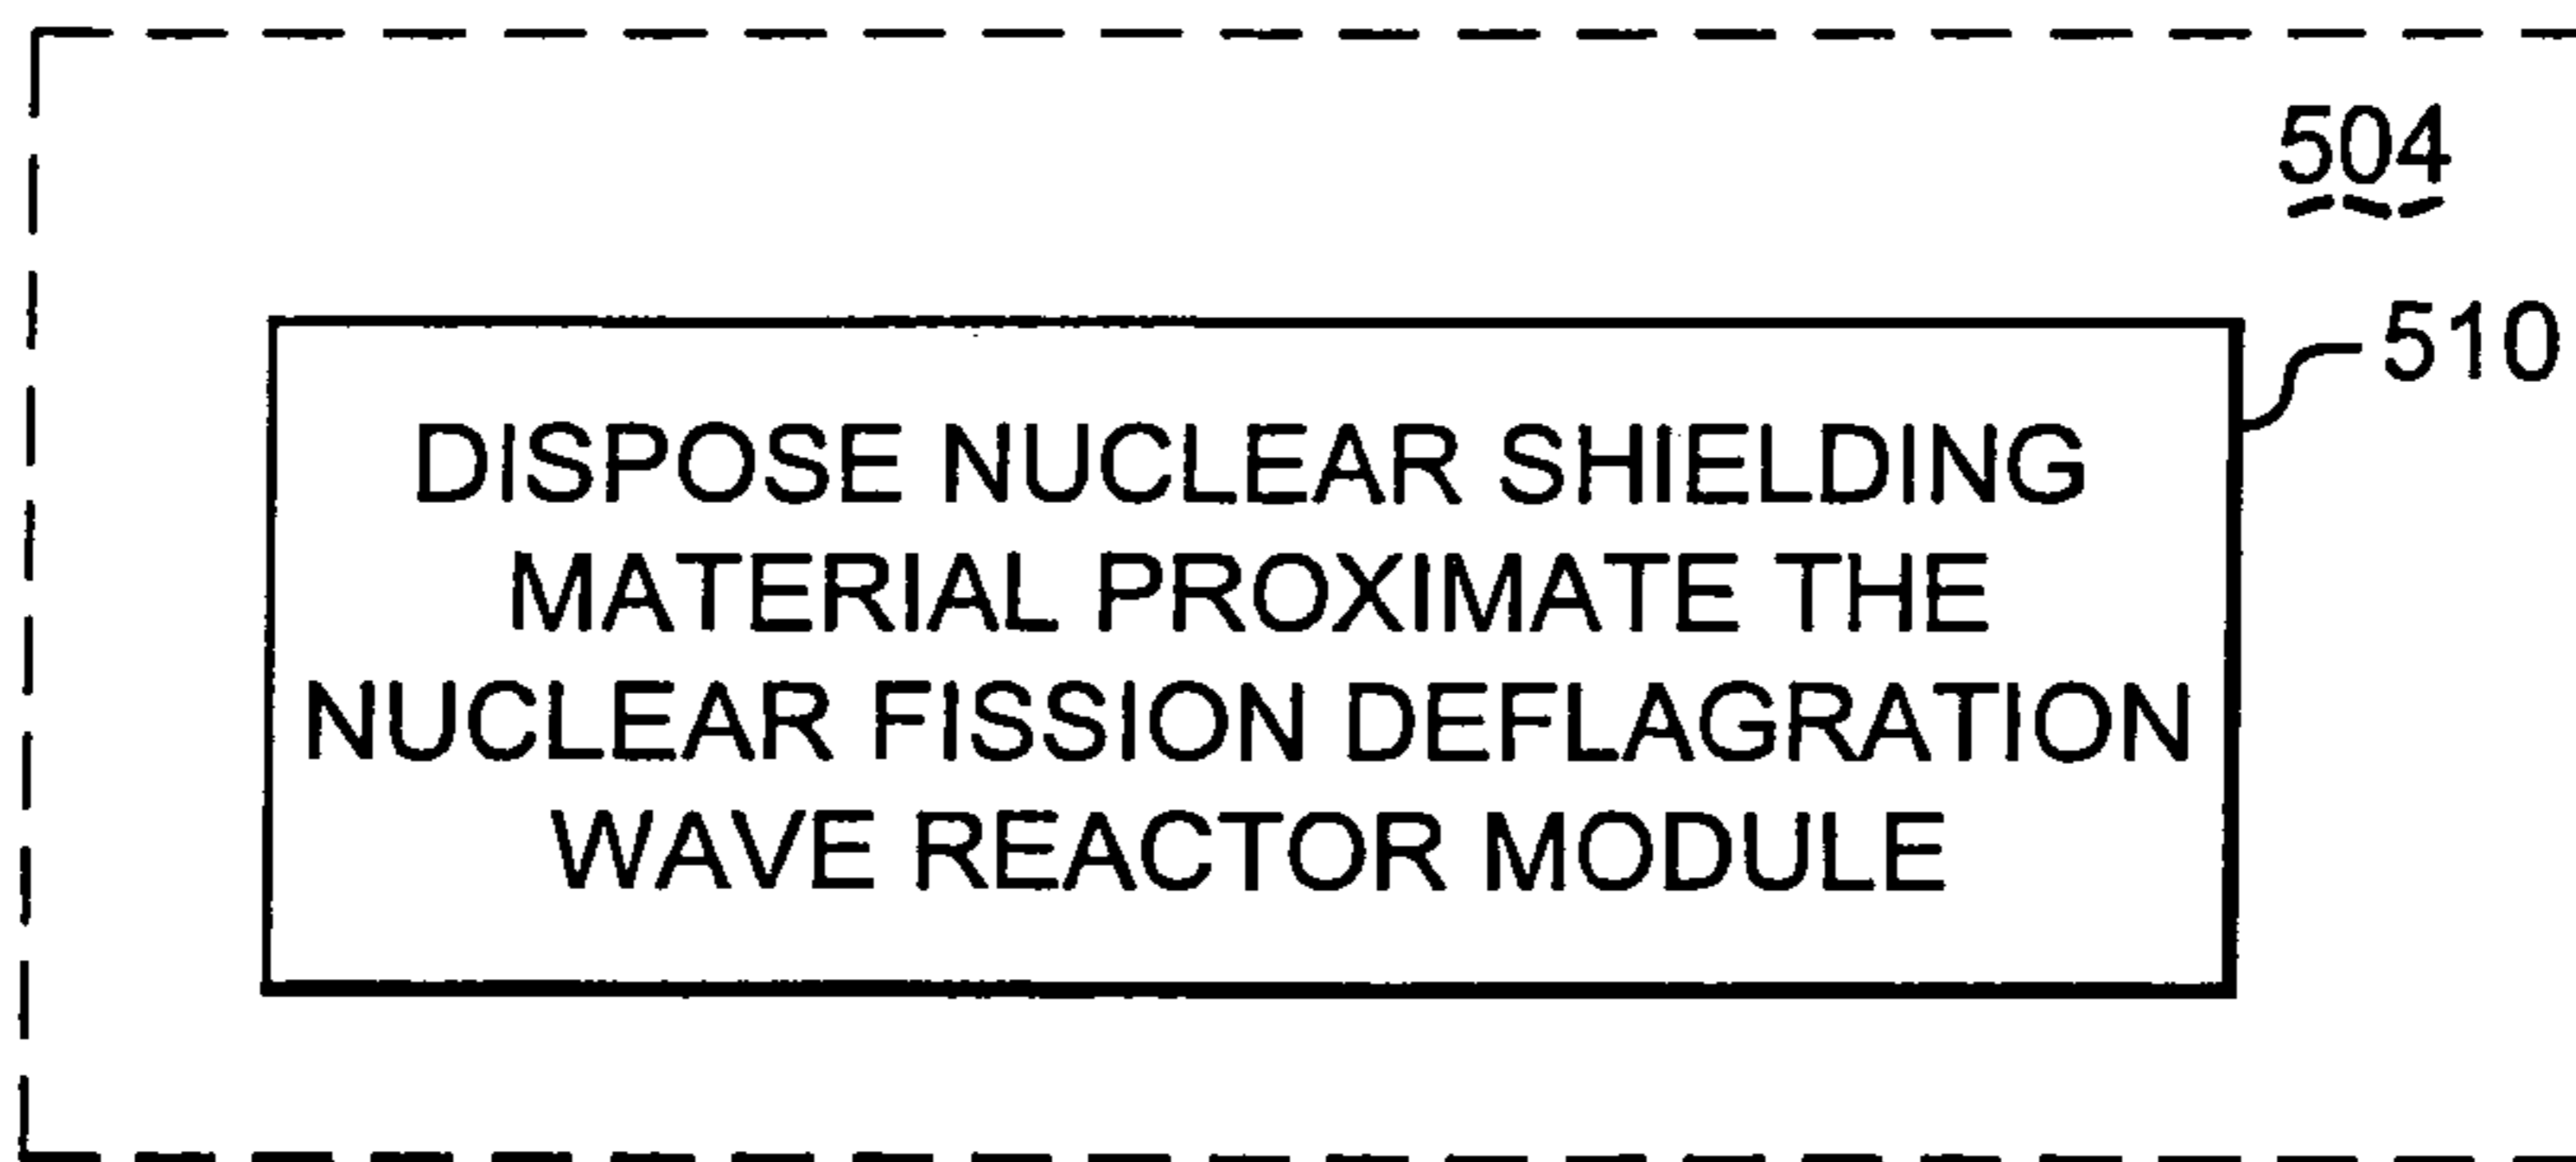 504
510
DISPOSE NUCLEAR SHIELDING
MATERIAL PROXIMATE THE
NUCLEAR FISSION DEFLAGRATION
WAVE REACTOR MODULE